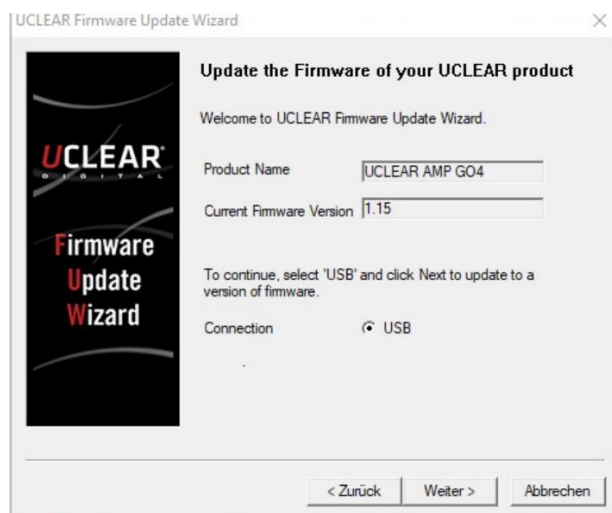 UCLEAR Firmware Update Wizard
UCLEAR
DIGITAL
Firmware
Update
Wizard
Update the Firmware of your UCLEAR product
Welcome to UCLEAR Firmware Update Wizard.
Product Name UCLEAR AMP GO4
Current Firmware Version 1.15
To continue, select 'USB' and click Next to update to a
version of firmware.
Connection USB
< Zurück Weiter > Abbrechen